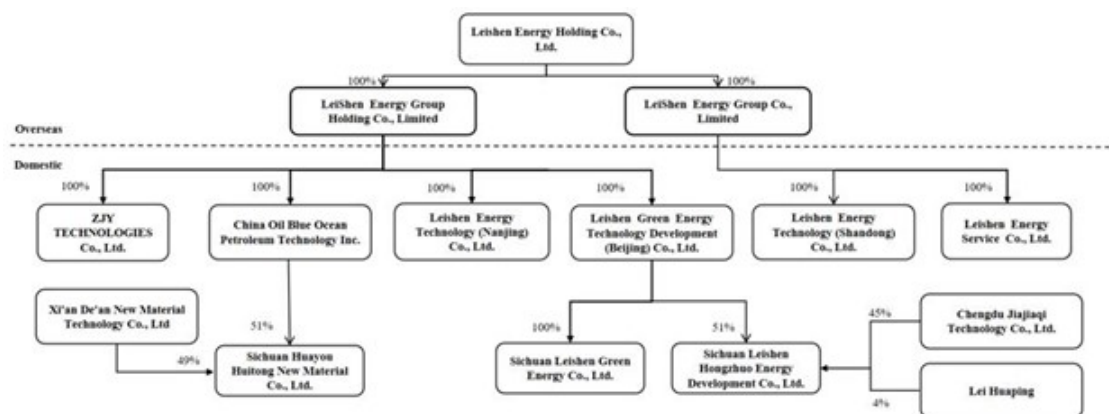 Leishen Energy Holding Co.,
Ltd.
100%
100%
LeiShen Energy Group
Holding Co., Limited
LeiShen Energy Group Co.,
Limited
Overseas
Domestic
100%
100%
100%
100%
100%
100%
ZJY
TECHNOLOGIES
Co., Ltd.
China Oil Blue Ocean
Petroleum Technology Inc.
Leishen Energy
Technology (Nanjing)
Co., Ltd.
Leishen Green Energy
Technology Development
(Beijing) Co., Ltd.
Leishen Energy
Technology (Shandong)
Co., Ltd.
Leishen Energy
Service Co., Ltd.
Xi'an De'an New Material
Technology Co., Ltd
51%
49%
Sichuan Huayou
Huitong New Material
Co., Ltd.
100%
51%
Sichuan Leishen Green
Energy Co., Ltd.
Sichuan Leishen
Hongzhuo Energy
Development Co., Ltd.
45%
Chengdu Jiajiaqi
Technology Co., Ltd.
4%
Lei Huaping